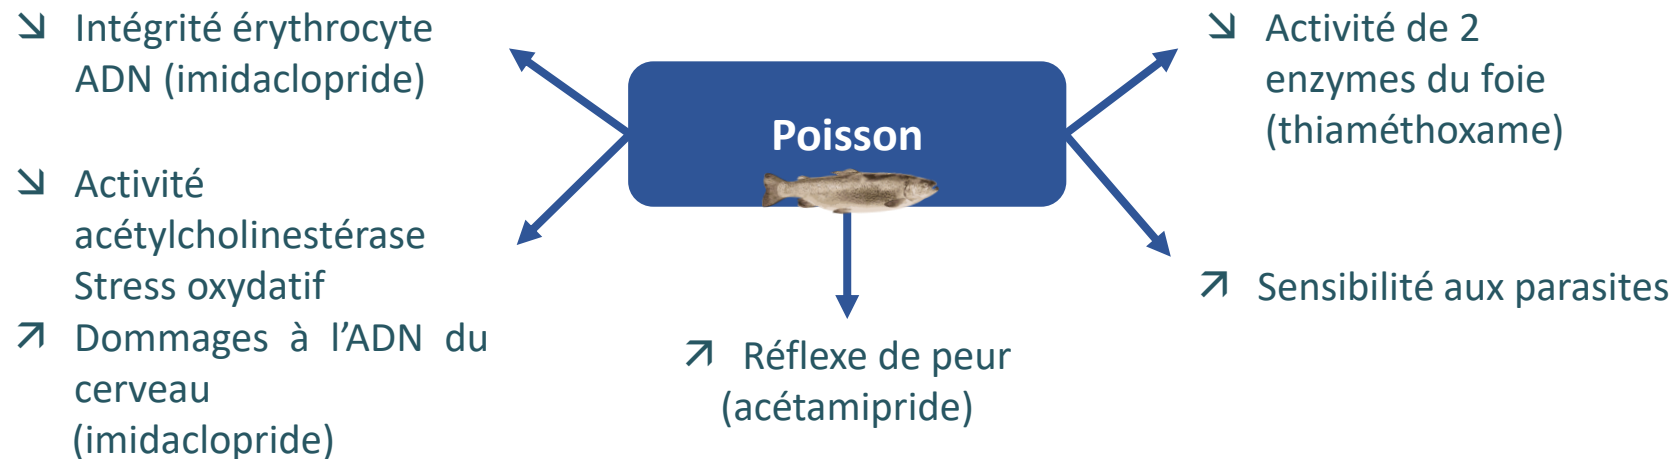 ↘ Intégrité érythrocyte
ADN (imidaclopride)
↘ Activité
acétylcholinestérase
Stress oxydatif
↗ Dommages à l’ADN du
cerveau
(imidaclopride)
Poisson
↗ Réflexe de peur
(acétamipride)
↘ Activité de 2
enzymes du foie
(thiaméthoxame)
↗ Sensibilité aux parasites